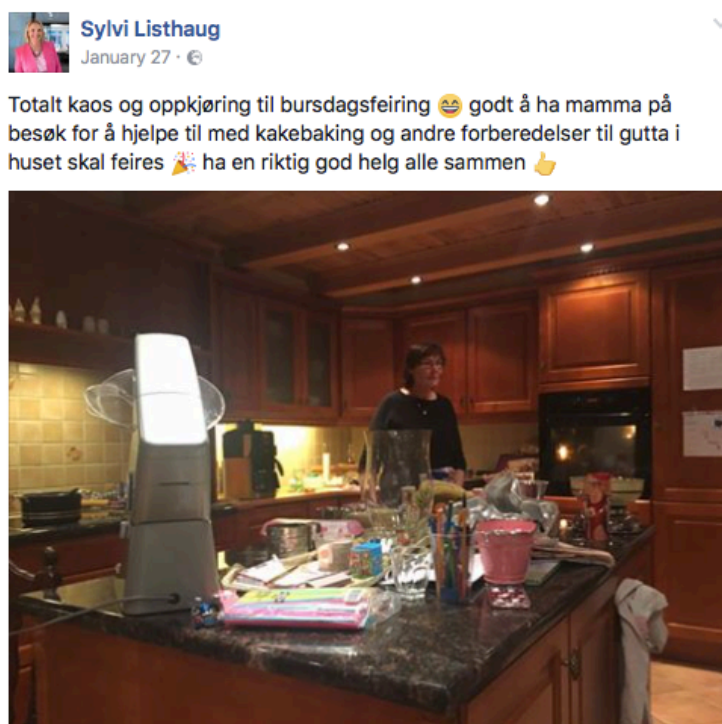 Sylvi Listhaug
January 27 ·
Totalt kaos og oppkjøring til bursdagsfeiring 😄 godt å ha mamma på
besøk for å hjelpe til med kakebaking og andre forberedelser til gutta i
huset skal feires 🎉 ha en riktig god helg alle sammen 👍